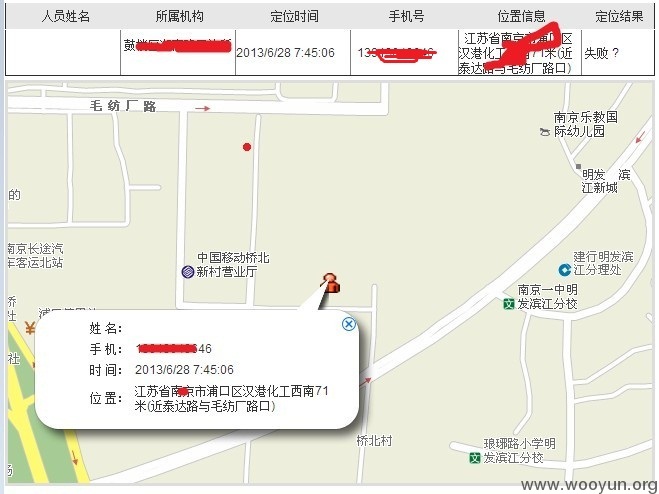 人员姓名 所属机构 定位时间 手机号 位置信息 定位结果
2013/6/28 7:45:06 江苏省南京 区
汉港化工 71米(近
泰达路与毛纺厂路口)
失败?
毛纺厂路
南京乐教国
际幼儿园
明发 滨
江新城
的
南京长途汽
车客运北站
中国移动桥北
新村营业厅
建行明发滨
江分理处
南京一中明
发滨江分校
桥
社
姓名:
手机: 46
时间: 2013/6/28 7:45:06
位置: 江苏省南京市浦口区汉港化工西南71
米(近泰达路与毛纺厂路口)
桥北村
琅琊路小学明
发滨江分校
场
www.wooyun.org